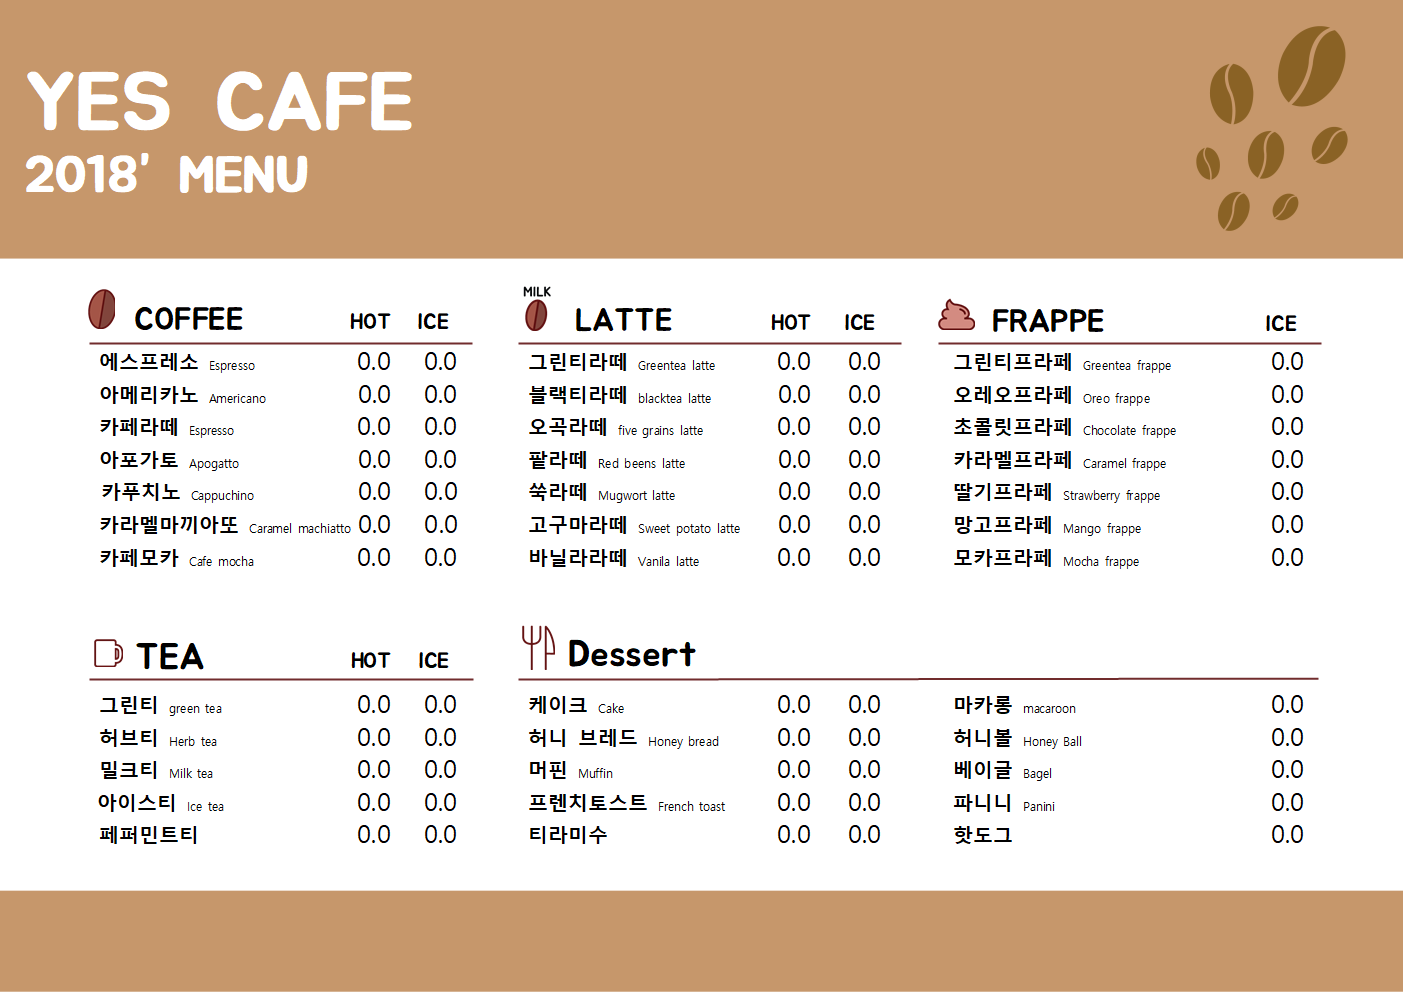 YES CAFE
2018' MENU
COFFEE HOT ICE
에스프레소 Espresso 0.0 0.0
아메리카노 Americano 0.0 0.0
카페라떼 Espresso 0.0 0.0
아포가토 Apogatto 0.0 0.0
카푸치노 Cappuchino 0.0 0.0
카라멜마끼아또 Caramel machiatto 0.0 0.0
카페모카 Cafe mocha 0.0 0.0
MILK
LATTE HOT ICE
그린티라떼 Greentea latte 0.0 0.0
블랙티라떼 blacktea latte 0.0 0.0
오곡라떼 five grains latte 0.0 0.0
팥라떼 Red beens latte 0.0 0.0
쑥라떼 Mugwort latte 0.0 0.0
고구마라떼 Sweet potato latte 0.0 0.0
바닐라라떼 Vanila latte 0.0 0.0
FRAPPE ICE
그린티프라페 Greentea frappe 0.0
오레오프라페 Oreo frappe 0.0
초콜릿프라페 Chocolate frappe 0.0
카라멜프라페 Caramel frappe 0.0
딸기프라페 Strawberry frappe 0.0
망고프라페 Mango frappe 0.0
모카프라페 Mocha frappe 0.0
TEA HOT ICE
그린티 green tea 0.0 0.0
허브티 Herb tea 0.0 0.0
밀크티 Milk tea 0.0 0.0
아이스티 Ice tea 0.0 0.0
페퍼민트티 0.0 0.0
Dessert
케이크 Cake 0.0 0.0
허니 브레드 Honey bread 0.0 0.0
머핀 Muffin 0.0 0.0
프렌치토스트 French toast 0.0 0.0
티라미수 0.0 0.0
마카롱 macaroon 0.0
허니볼 Honey Ball 0.0
베이글 Bagel 0.0
파니니 Panini 0.0
핫도그 0.0